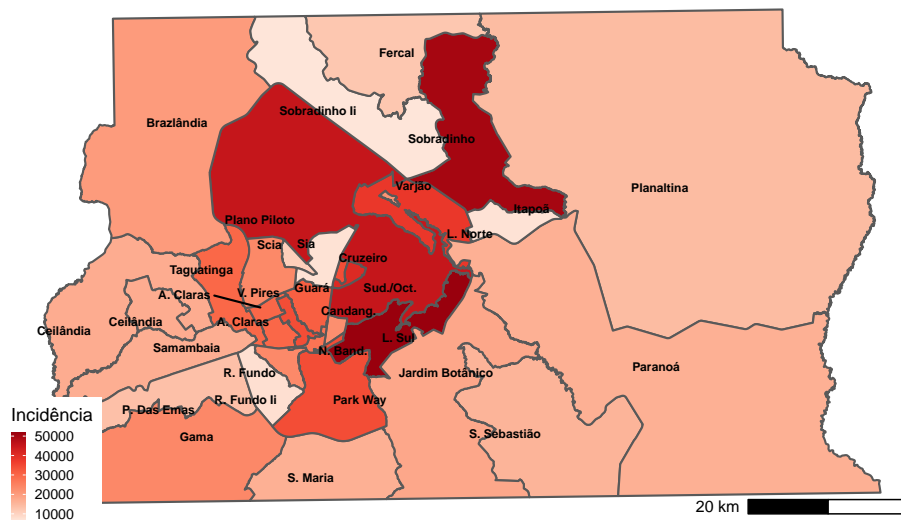 Fercal
Sobradinho Ii
Brazlândia
Sobradinho
Varjão
Planaltina
Itapoã
Plano Piloto
L. Norte
Scia
Sia
Cruzeiro
Taguatinga
V. Pires
Guará
Sud./Oct.
A. Claras
Candang.
Ceilândia
Ceilândia
A. Claras
L. Sul
Samambaia
N. Band.
R. Fundo
Jardim Botânico
Paranoá
P. Das Emas
R. Fundo Ii
Park Way
Gama
S. Sebastião
S. Maria
Incidência
50000
40000
30000
20000
10000
20 km